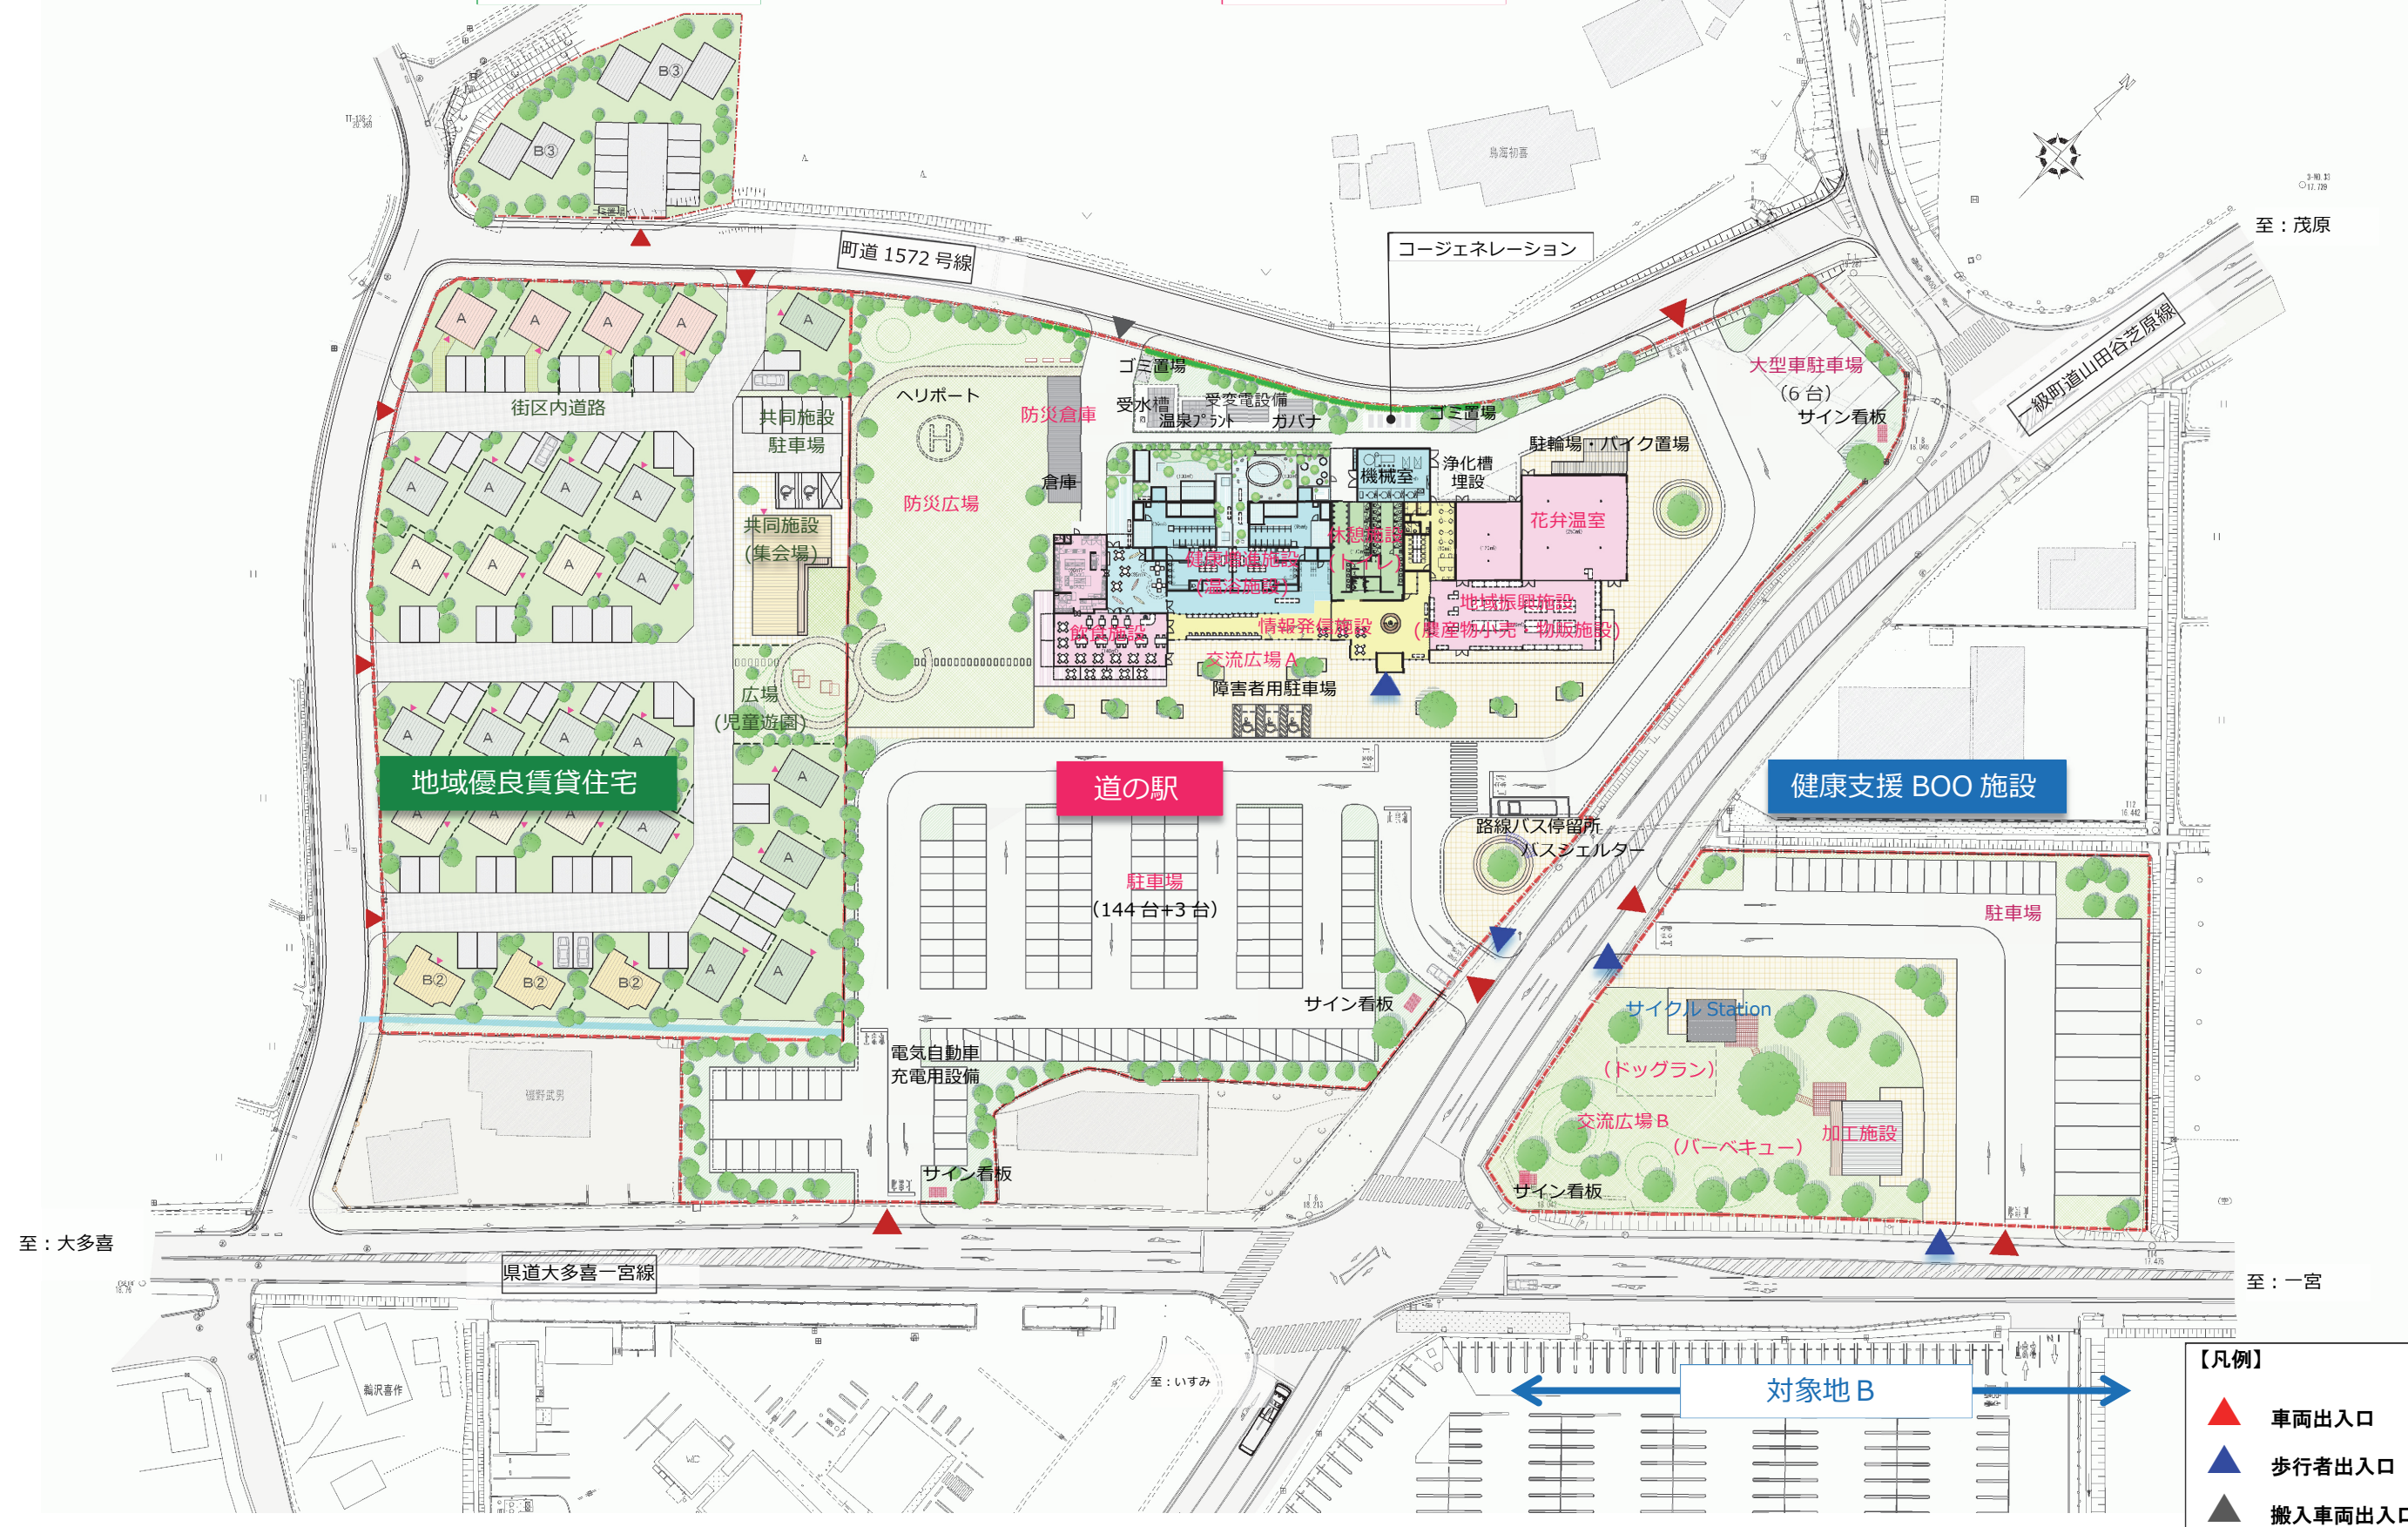 B③
B③
鳥海初喜
至：茂原
町道 1572 号線
コージェネレーション
一級町道山田谷芝原線
大型車駐車場
（6 台）
サイン看板
A
A
A
A
A
街区内道路
共同施設
駐車場
ヘリポート
H
防災倉庫
倉庫
防災広場
ゴミ置場
受水槽
受変電設備
温泉プラント
ガバナ
ゴミ置場
駐輪場・バイク置場
機械室
浄化槽
埋設
花弁温室
休憩施設
（トイレ）
健康増進施設
(温浴施設)
地域振興施設
(農産物小売・物販施設)
飲食施設
情報発信施設
交流広場 A
障害者用駐車場
A
A
A
A
共同施設
(集会場)
A
A
A
A
広場
(児童遊園)
A
A
A
A
A
地域優良賃貸住宅
道の駅
健康支援 BOO 施設
A
A
A
A
A
路線バス停留所
バスシェルター
駐車場
（144 台+3 台）
駐車場
B②
B②
B②
A
A
サイン看板
サイクル Station
電気自動車
充電用設備
（ドッグラン）
交流広場 B
（バーベキュー）
加工施設
サイン看板
サイン看板
至：大多喜
県道大多喜一宮線
至：一宮
至：いすみ
鵜沢喜作
WC
対象地 B
【凡例】
車両出入口
歩行者出入口
搬入車両出入口